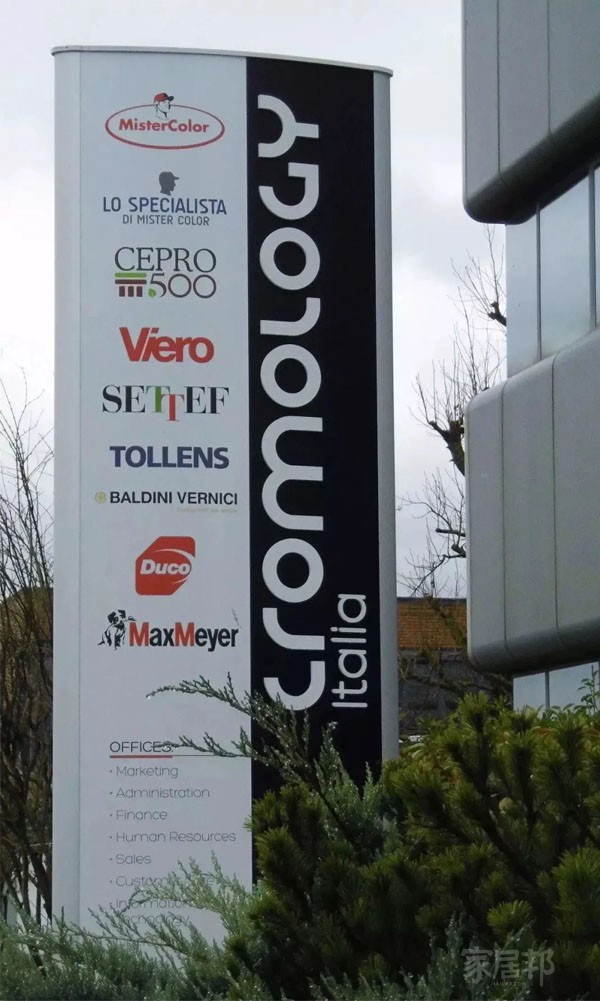 MisterColor
LO SPECIALISTA
DI MISTER COLOR
CEPRO
500
Viero
SETTEF
TOLLENS
BALDINI VERNICI
Duco
MaxMeyer
cromology
Italia
OFFICES
· Marketing
· Administration
· Finance
· Human Resources
· Sales
· Information
家居邦